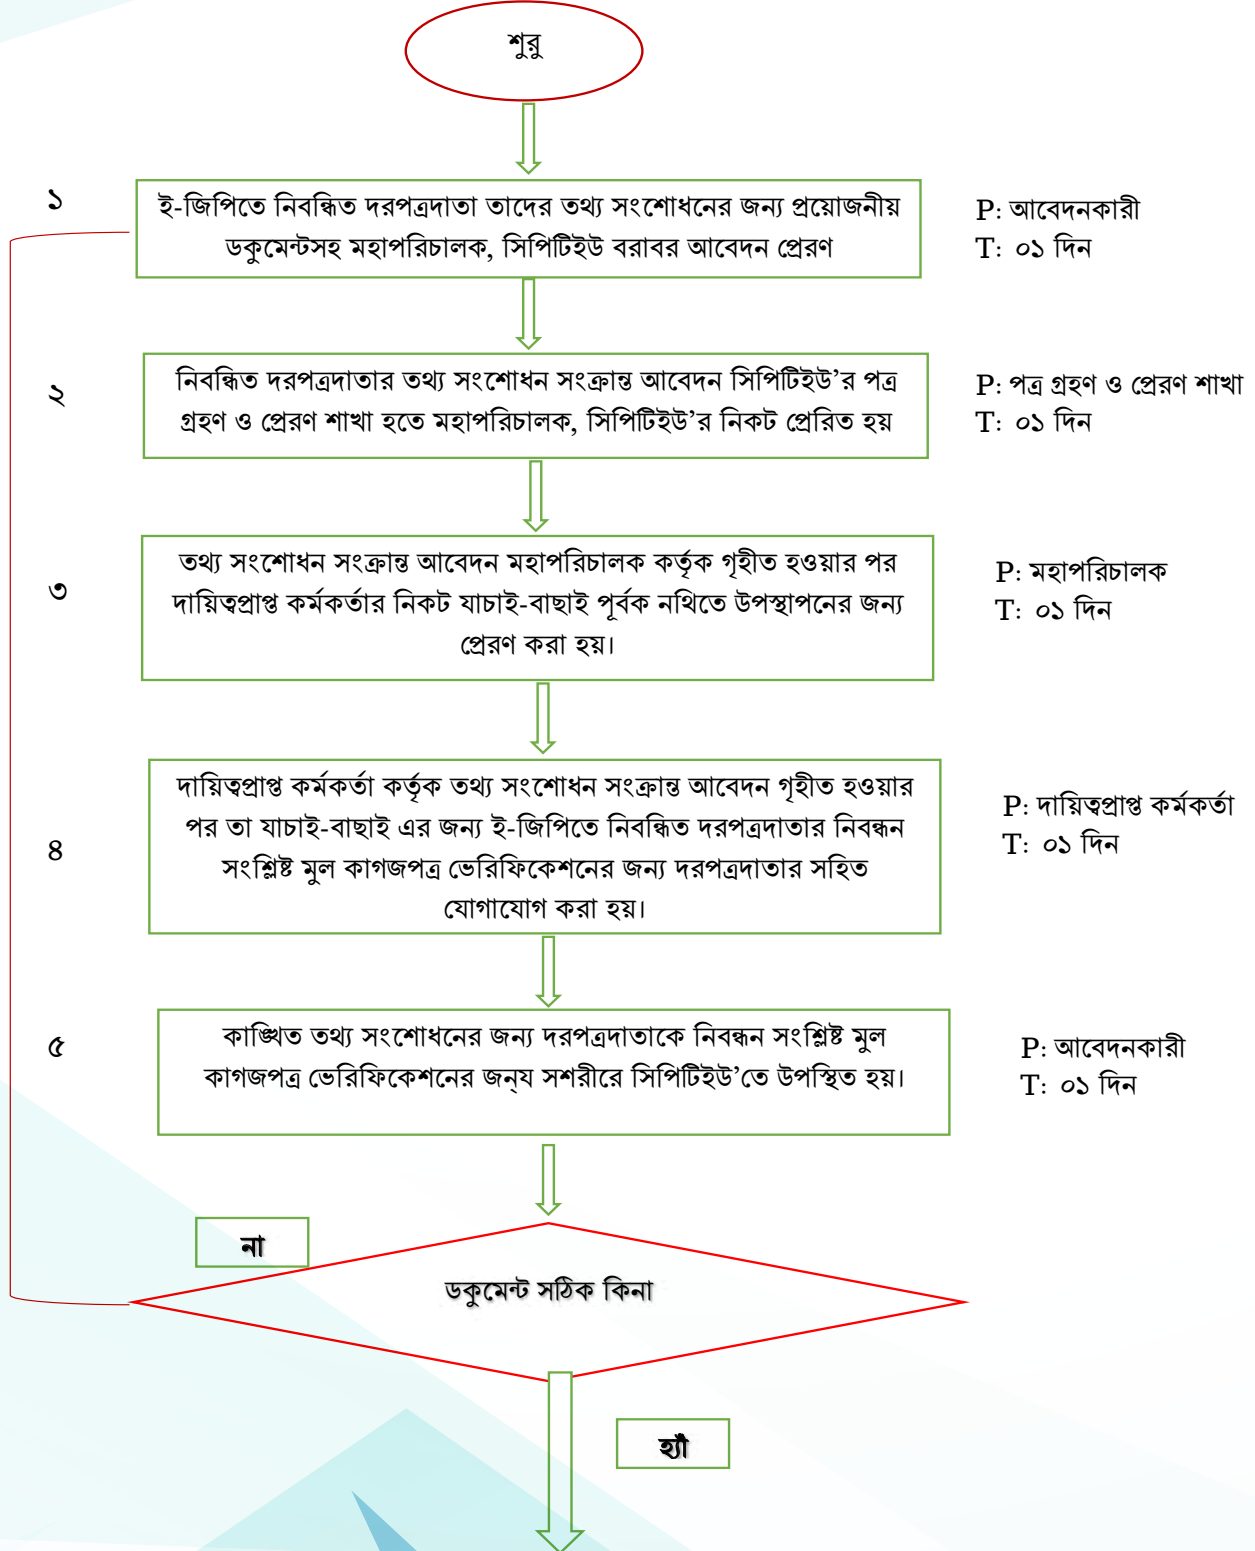 শুরু
১
ই-জিপিতে নিবন্ধিত দরপত্রদাতা তাদের তথ্য সংশোধনের জন্য প্রয়োজনীয়
ডকুমেন্টসহ মহাপরিচালক, সিপিটিইউ বরাবর আবেদন প্রেরণ
P: আবেদনকারী
T: ০১ দিন
২
নিবন্ধিত দরপত্রদাতার তথ্য সংশোধন সংক্রান্ত আবেদন সিপিটিইউ’র পত্র
গ্রহণ ও প্রেরণ শাখা হতে মহাপরিচালক, সিপিটিইউ’র নিকট প্রেরিত হয়
P: পত্র গ্রহণ ও প্রেরণ শাখা
T: ০১ দিন
৩
তথ্য সংশোধন সংক্রান্ত আবেদন মহাপরিচালক কর্তৃক গৃহীত হওয়ার পর
দায়িত্বপ্রাপ্ত কর্মকর্তার নিকট যাচাই-বাছাই পূর্বক নথিতে উপস্থাপনের জন্য
প্রেরণ করা হয়।
P: মহাপরিচালক
T: ০১ দিন
৪
দায়িত্বপ্রাপ্ত কর্মকর্তা কর্তৃক তথ্য সংশোধন সংক্রান্ত আবেদন গৃহীত হওয়ার
পর তা যাচাই-বাছাই এর জন্য ই-জিপিতে নিবন্ধিত দরপত্রদাতার নিবন্ধন
সংশ্লিষ্ট মুল কাগজপত্র ভেরিফিকেশনের জন্য দরপত্রদাতার সহিত
যোগাযোগ করা হয়।
P: দায়িত্বপ্রাপ্ত কর্মকর্তা
T: ০১ দিন
৫
কাঙ্খিত তথ্য সংশোধনের জন্য দরপত্রদাতাকে নিবন্ধন সংশ্লিষ্ট মুল
কাগজপত্র ভেরিফিকেশনের জন্‌য সশরীরে সিপিটিইউ’তে উপস্থিত হয়।
P: আবেদনকারী
T: ০১ দিন
না
ডকুমেন্ট সঠিক কিনা
হ্যাঁ